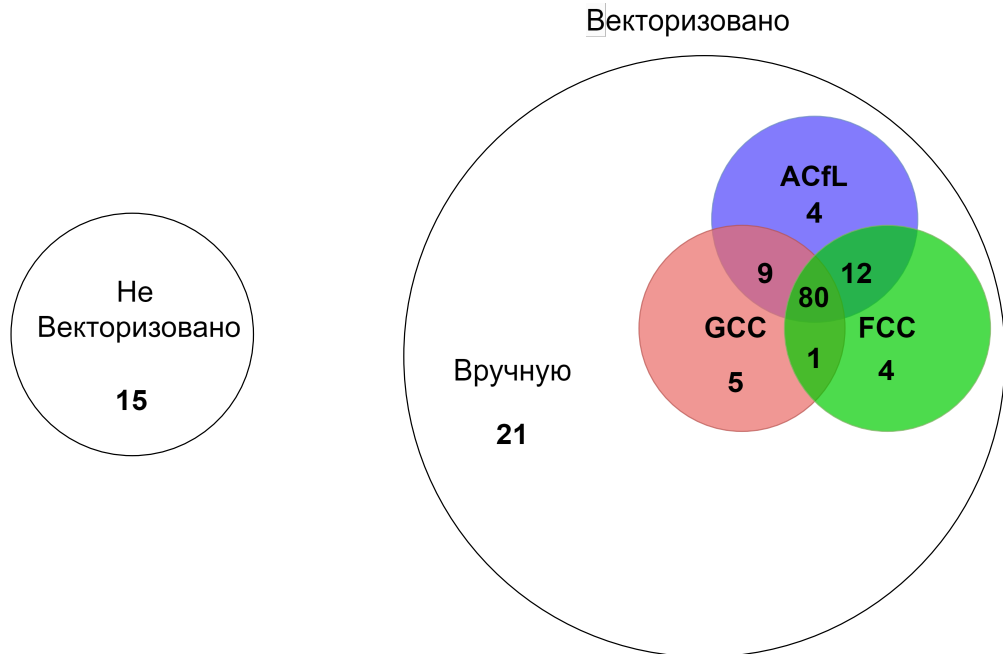 Векторизовано
Не
Векторизовано
15
Вручную
21
ACfL
4
9
12
80
GCC
FCC
1
5
4